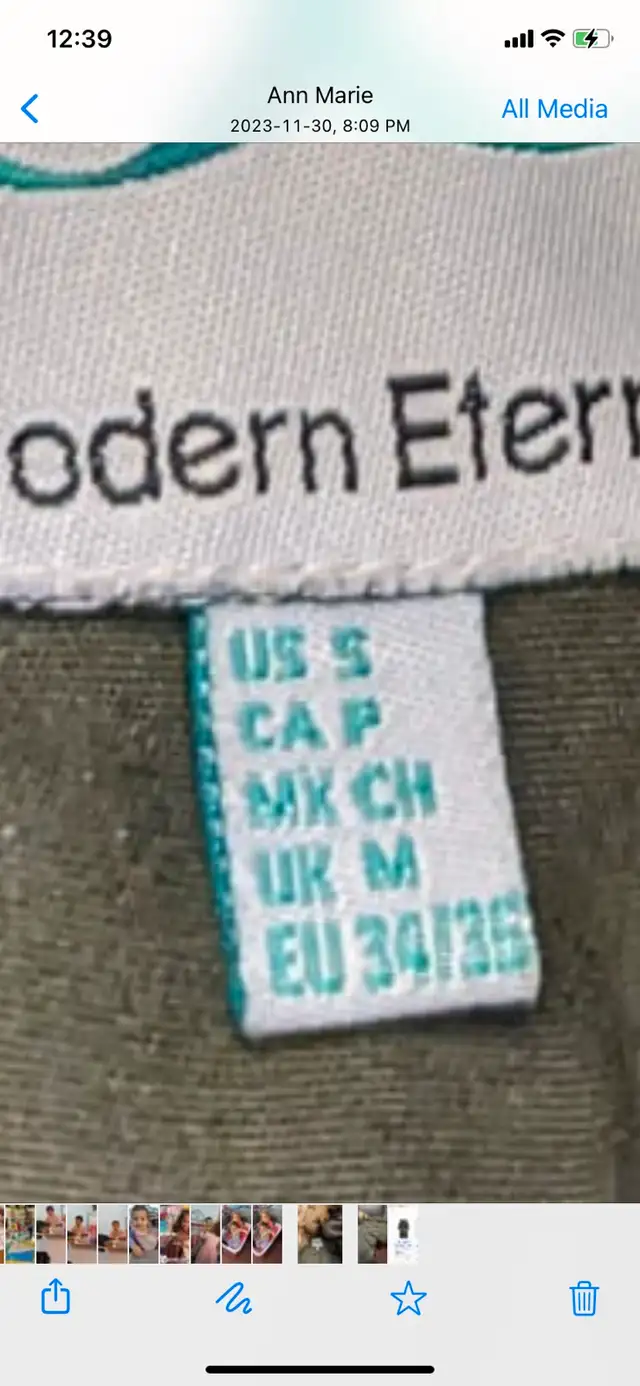 12:39
Ann Marie
2023-11-30, 8:09 PM
All Media
odern Eter
US S
CA P
MX CH
UK M
EU 34/36